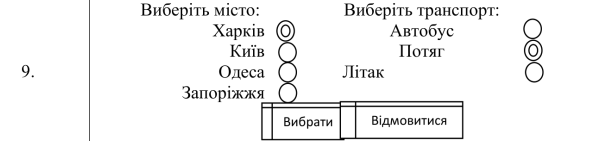 Виберіть місто: Виберіть транспорт:
Харків Автобус
Київ Потяг
9. Одеса Літак
Запоріжжя
Вибрати Відмовитися